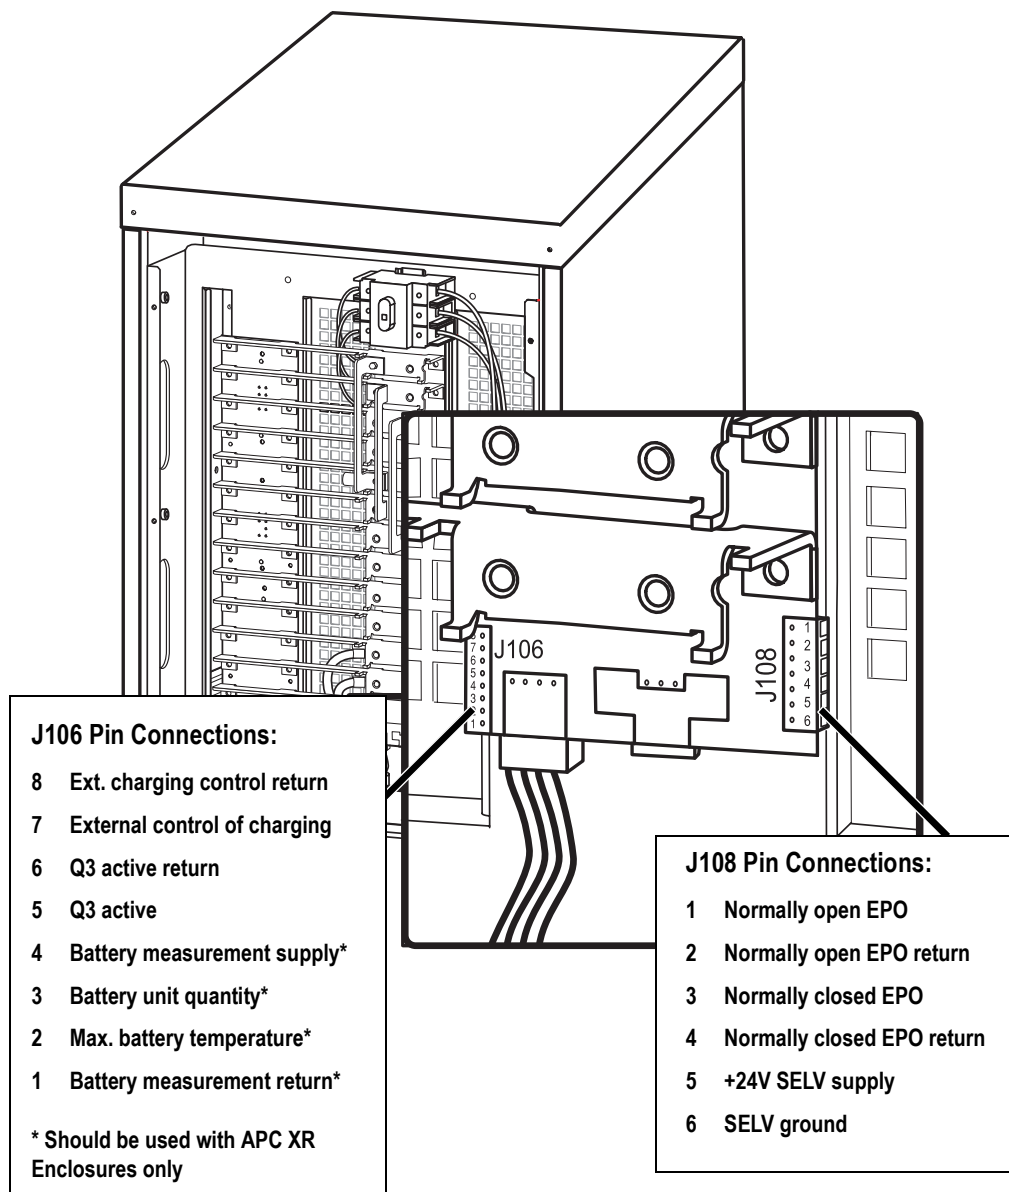 8
7
6
5
4
3
1
J106
J108
1
2
3
4
5
6
J106 Pin Connections:
8 Ext. charging control return
7 External control of charging
6 Q3 active return
5 Q3 active
4 Battery measurement supply*
3 Battery unit quantity*
2 Max. battery temperature*
1 Battery measurement return*
* Should be used with APC XR
Enclosures only
J108 Pin Connections:
1 Normally open EPO
2 Normally open EPO return
3 Normally closed EPO
4 Normally closed EPO return
5 +24V SELV supply
6 SELV ground